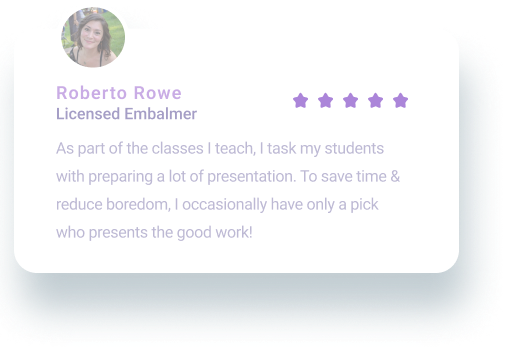 Roberto Rowe
Licensed Embalmer
As part of the classes I teach, I task my students
with preparing a lot of presentation. To save time &
reduce boredom, I occasionally have only a pick
who presents the good work!